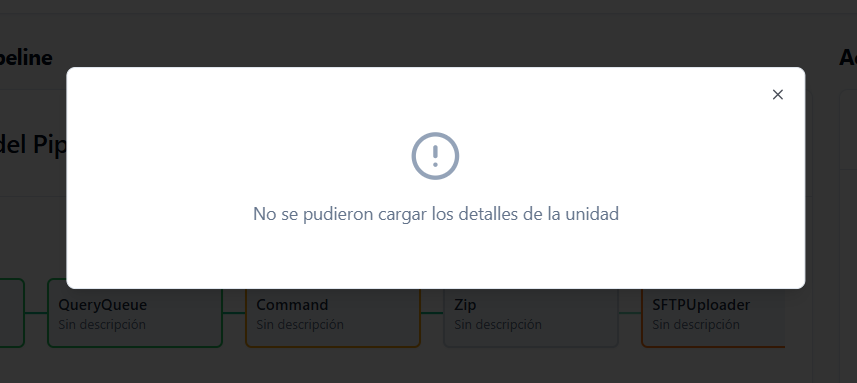 peline
Ac
del Pip
No se pudieron cargar los detalles de la unidad
QueryQueue
Command
Zip
SFTPUploader
Sin descripción
Sin descripción
Sin descripción
Sin descripción